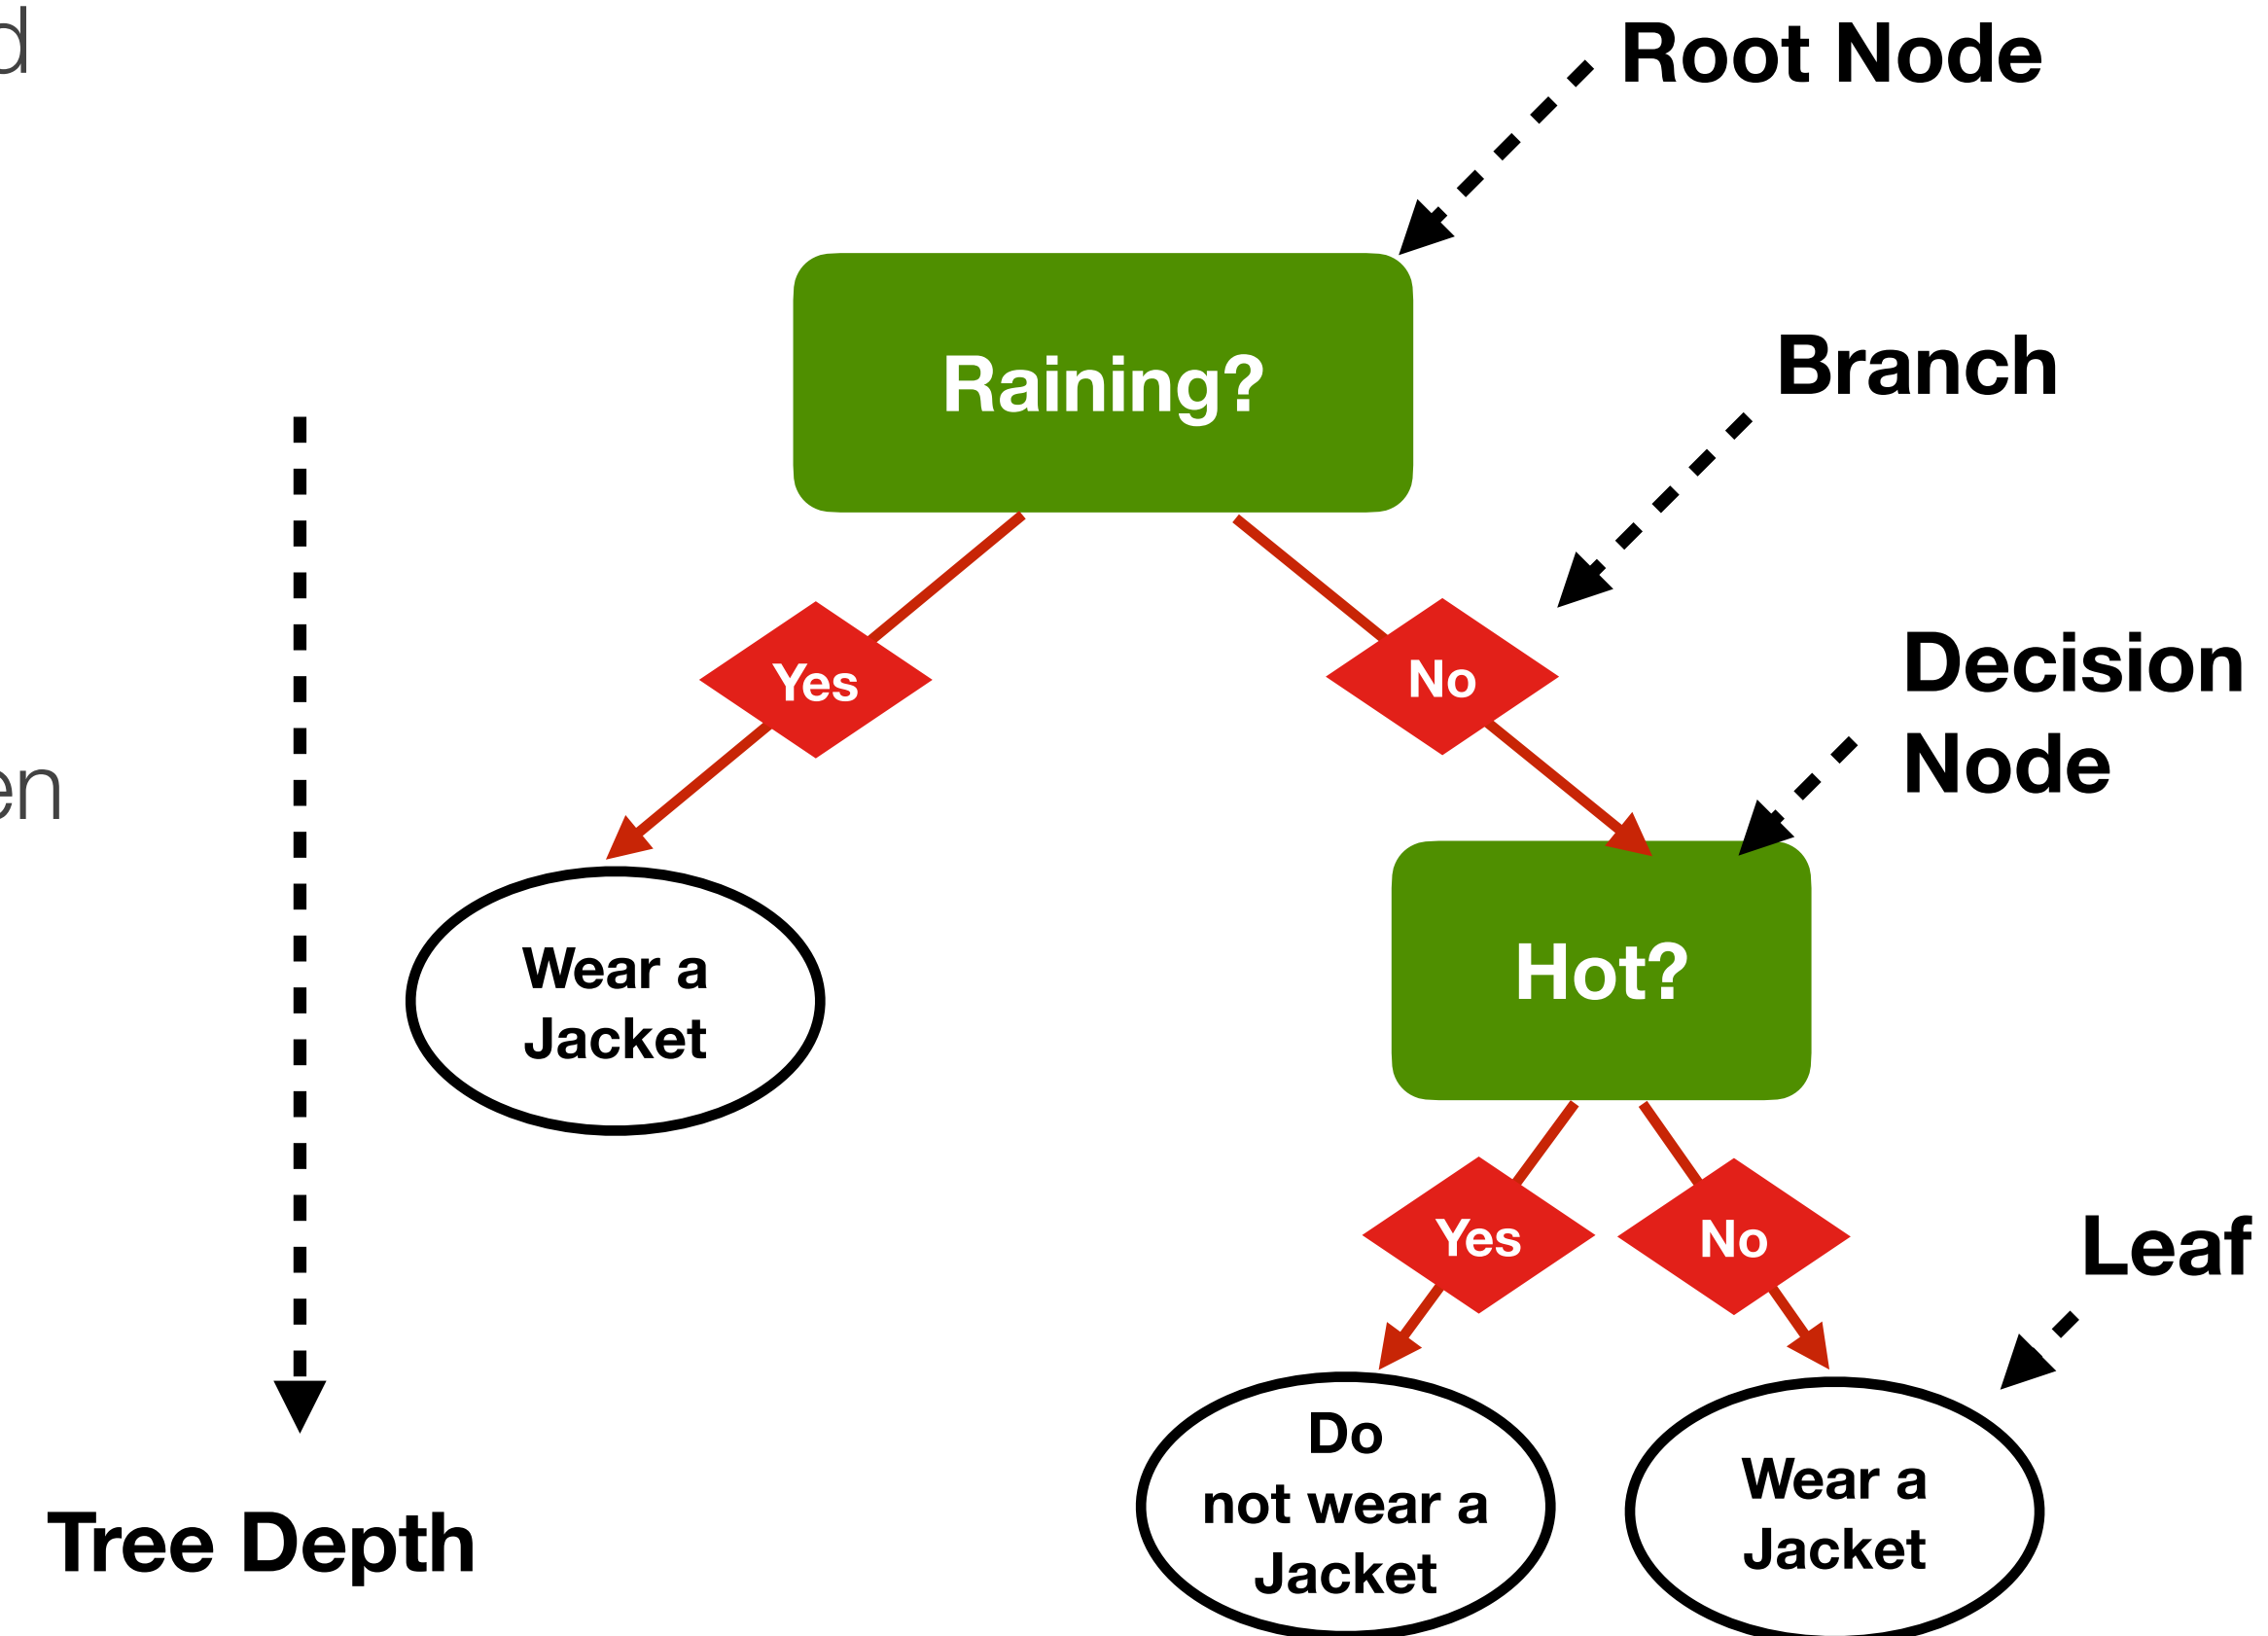 d
Root Node
Raining?
Branch
Yes
No
Decision
Node
en
Wear a
Jacket
Hot?
Yes
No
Leaf
Do
not wear a
Jacket
Wear a
Jacket
Tree Depth